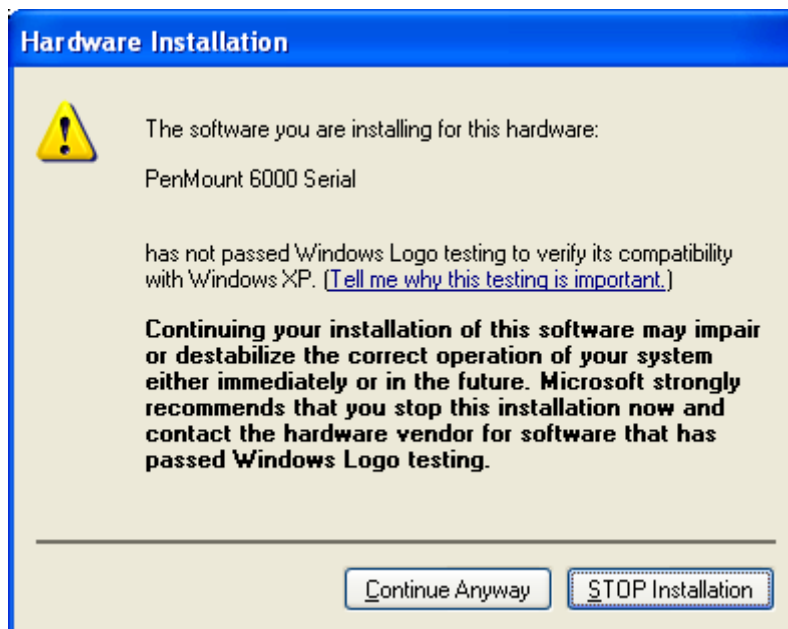 Hardware Installation
The software you are installing for this hardware:
PenMount 6000 Serial
has not passed Windows Logo testing to verify its compatibility
with Windows XP. (Tell me why this testing is important.)
Continuing your installation of this software may impair
or destabilize the correct operation of your system
either immediately or in the future. Microsoft strongly
recommends that you stop this installation now and
contact the hardware vendor for software that has
passed Windows Logo testing.
Continue Anyway STOP Installation